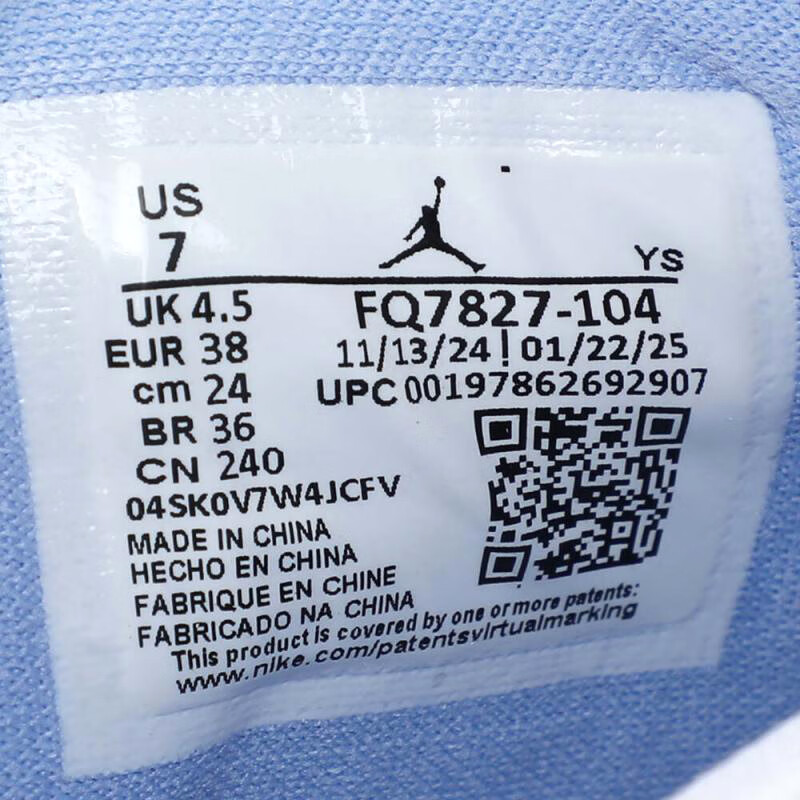 US
7
YS
UK 4.5
FQ7827-104
EUR 38
11/13/24 | 01/22/25
cm 24
UPC 00197862692907
BR 36
CN 240
04SK0V7W4JCFV
MADE IN CHINA
HECHO EN CHINA
FABRIQUE EN CHINE
FABRICADO NA CHINA
This product is covered by one or more patents:
www.nike.com/patentsvirtualmarking